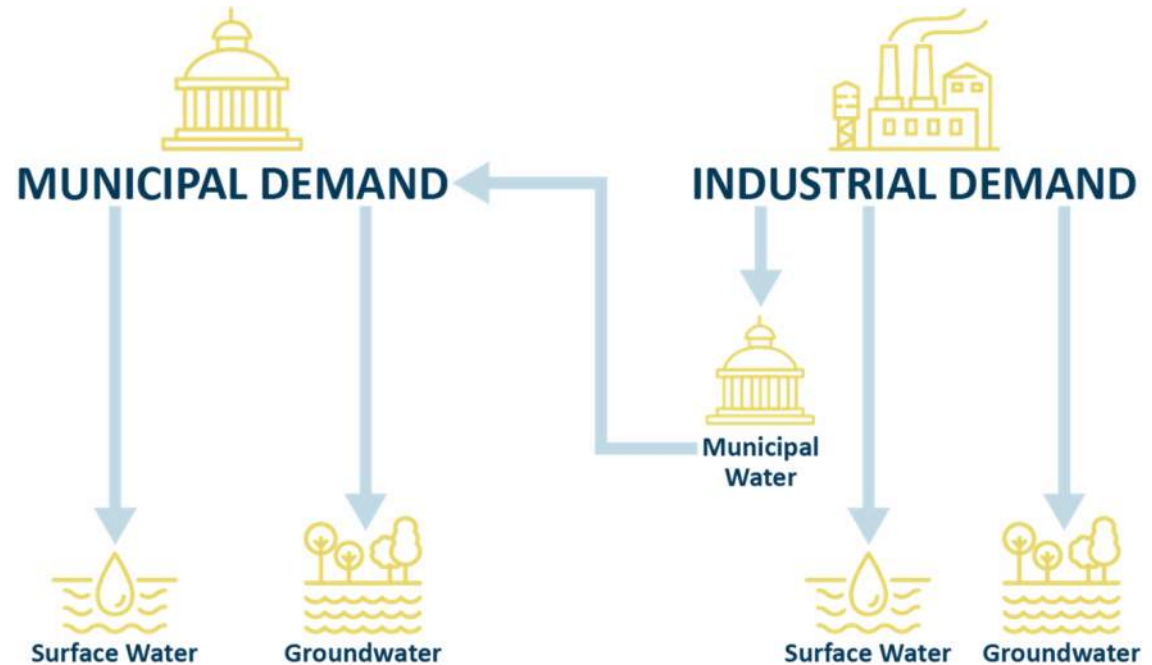 MUNICIPAL DEMAND
INDUSTRIAL DEMAND
Municipal
Water
Surface Water
Groundwater
Surface Water
Groundwater